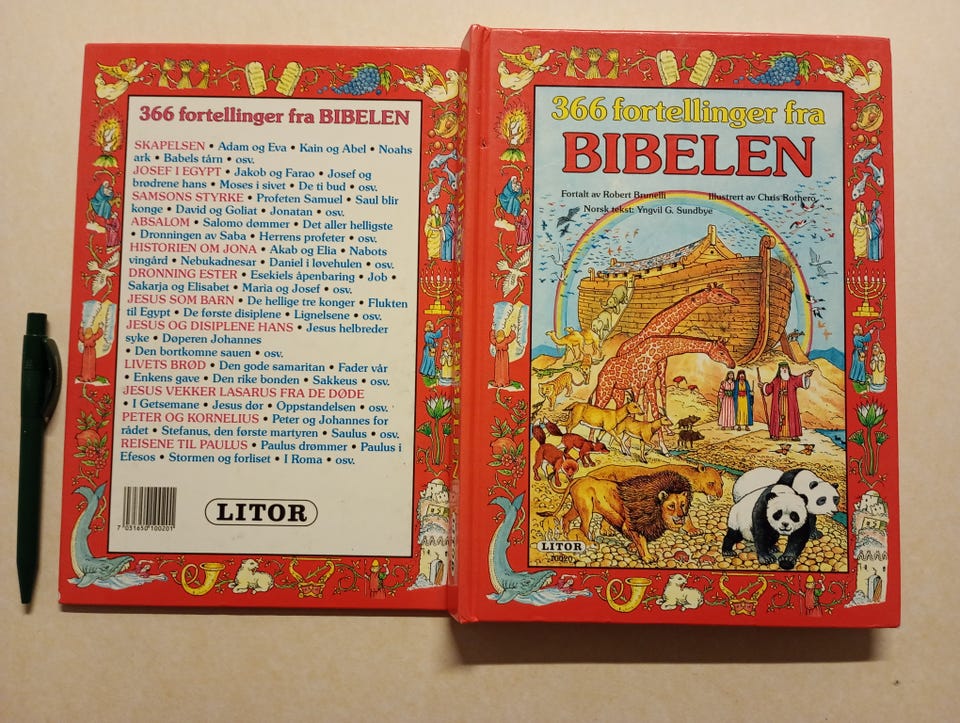 366 fortellinger fra BIBELEN
SKAPELSEN • Adam og Eva • Kain og Abel • Noahs
ark • Babels tårn • osv.
JOSEF I EGYPT • Jakob og Farao • Josef og
brødrene hans • Moses i sivet • De ti bud • osv.
SAMSONS STYRKE • Profeten Samuel • Saul blir
konge • David og Goliat • Jonatan • osv.
ABSALOM • Salomo dømmer • Det aller helligste
• Dronningen av Saba • Herrens profeter • osv.
HISTORIEN OM JONA • Akab og Elia • Nabots
vingård • Nebukadnesar • Daniel i løvehulen • osv.
DRONNING ESTER • Esekiels åpenbaring • Job •
Sakarja og Elisabet • Maria og Josef • osv.
JESUS SOM BARN • De hellige tre konger • Flukten
til Egypt • De første disiplene • Lignelsene • osv.
JESUS OG DISIPLENE HANS • Jesus helbreder
syke • Døperen Johannes
• Den bortkomne sauen • osv.
LIVETS BRØD • Den gode samaritan • Fader vår
• Enkens gave • Den rike bonden • Sakkeus • osv.
JESUS VEKKER LASARUS FRA DE DØDE
• I Getsemane • Jesus dør • Oppstandelsen • osv.
PETER OG KORNELIUS • Peter og Johannes for
rådet • Stefanus, den første martyren • Saulus • osv.
REISENE TIL PAULUS • Paulus drømmer • Paulus i
Efesos • Stormen og forliset • I Roma • osv.
7 031650 100201
LITOR
366 fortellinger fra
BIBELEN
Fortalt av Robert Brunelli Illustrert av Chris Rothero
Norsk tekst: Yngvil G. Sundbye
LITOR
10020